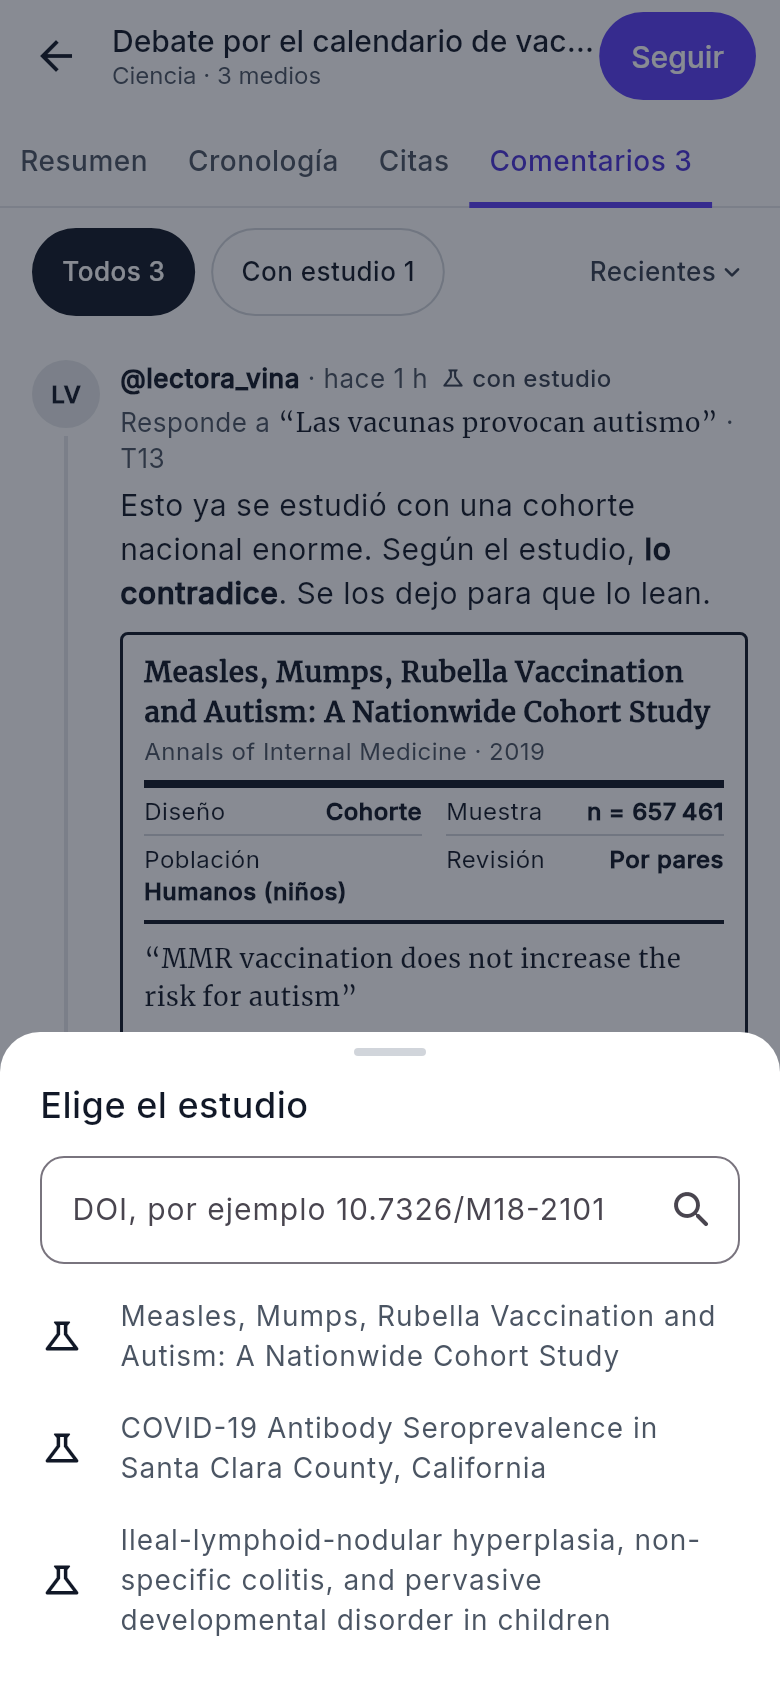 Debate por el calendario de vac...
Ciencia · 3 medios
Seguir
Resumen
Cronología
Citas
Comentarios 3
Todos 3
Con estudio 1
Recientes
LV
@lectora_vina · hace 1 h con estudio
Responde a “Las vacunas provocan autismo” ·
T13
Esto ya se estudió con una cohorte
nacional enorme. Según el estudio, lo
contradice. Se los dejo para que lo lean.
Measles, Mumps, Rubella Vaccination
and Autism: A Nationwide Cohort Study
Annals of Internal Medicine · 2019
Diseño Cohorte
Muestra n = 657 461
Población
Humanos (niños)
Revisión Por pares
“MMR vaccination does not increase the
risk for autism”
Elige el estudio
DOI, por ejemplo 10.7326/M18-2101
Measles, Mumps, Rubella Vaccination and
Autism: A Nationwide Cohort Study
COVID-19 Antibody Seroprevalence in
Santa Clara County, California
Ileal-lymphoid-nodular hyperplasia, non-
specific colitis, and pervasive
developmental disorder in children